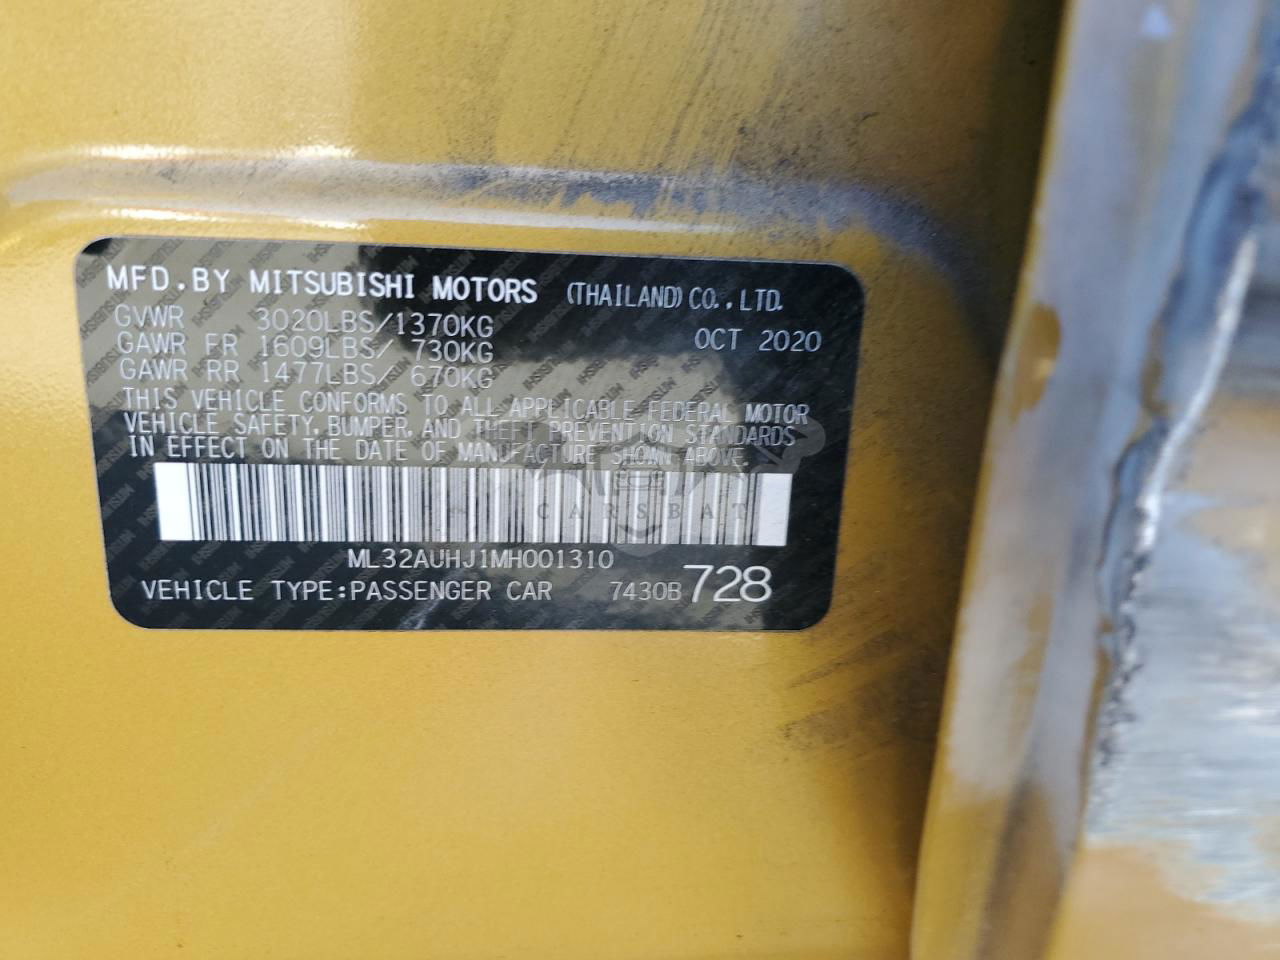 MFD.BY MITSUBISHI MOTORS (THAILAND) CO., LTD.
GVWR 3020LBS/1370KG OCT 2020
GAWR FR 1609LBS/ 730KG
GAWR RR 1477LBS/ 670KG
THIS VEHICLE CONFORMS TO ALL APPLICABLE FEDERAL MOTOR
VEHICLE SAFETY, BUMPER, AND THEFT PREVENTION STANDARDS
IN EFFECT ON THE DATE OF MANUFACTURE SHOWN ABOVE.
CARSBAT
ML32AUHJ1MH001310
VEHICLE TYPE:PASSENGER CAR 7430B 728